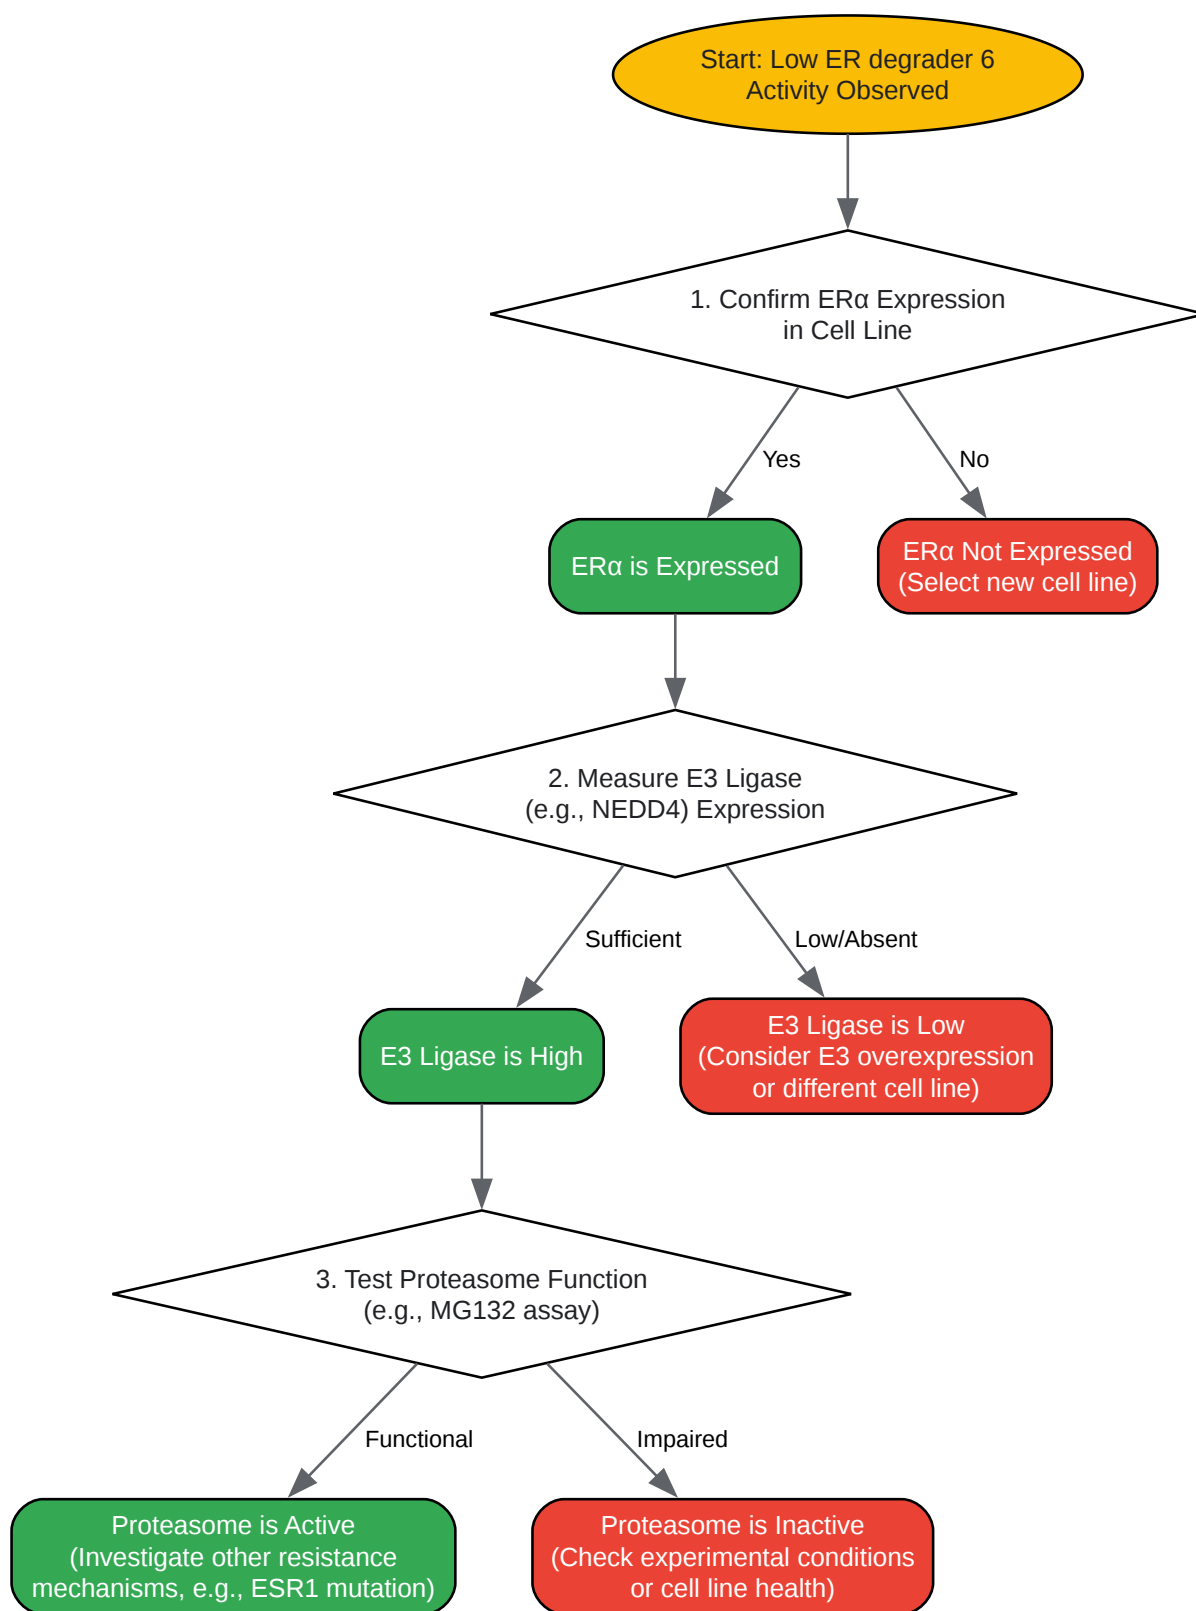 Start: Low ER degrader 6
Activity Observed
1. Confirm ERα Expression
in Cell Line
Yes
No
ERα is Expressed
ERα Not Expressed
(Select new cell line)
2. Measure E3 Ligase
(e.g., NEDD4) Expression
Sufficient
Low/Absent
E3 Ligase is High
E3 Ligase is Low
(Consider E3 overexpression
or different cell line)
3. Test Proteasome Function
(e.g., MG132 assay)
Functional
Impaired
Proteasome is Active
(Investigate other resistance
mechanisms, e.g., ESR1 mutation)
Proteasome is Inactive
(Check experimental conditions
or cell line health)